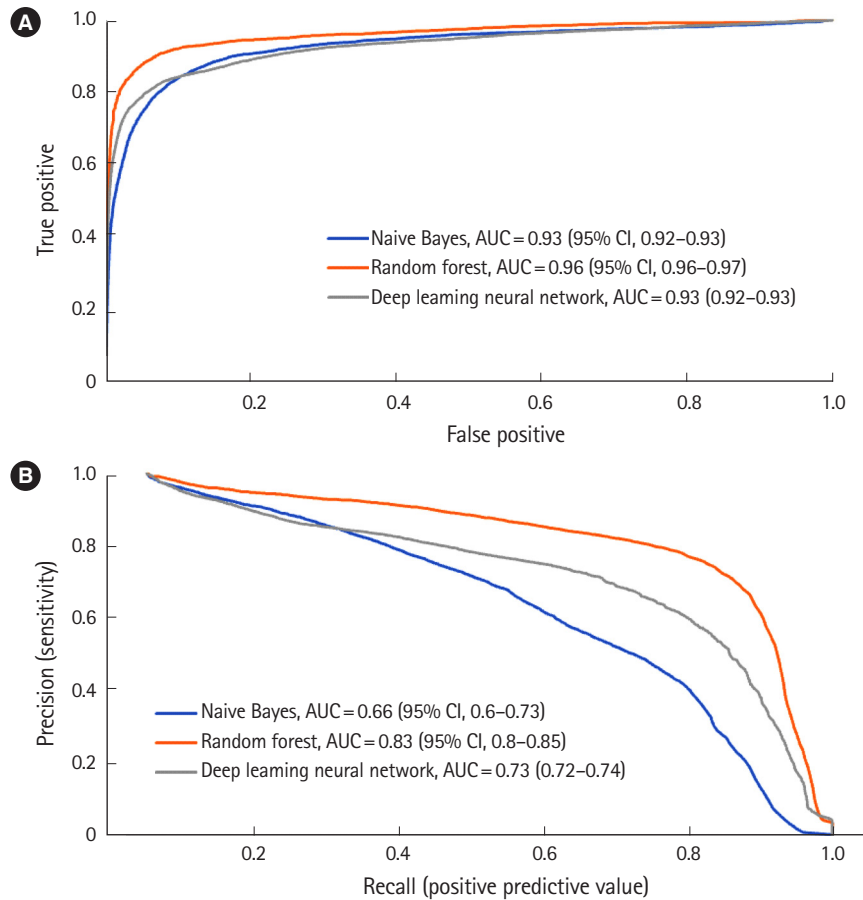 A
1.0
0.8
0.6
0.4
0.2
0
True positive
Naive Bayes, AUC = 0.93 (95% CI, 0.92–0.93)
Random forest, AUC = 0.96 (95% CI, 0.96–0.97)
Deep leaming neural network, AUC = 0.93 (0.92–0.93)
0.2 0.4 0.6 0.8 1.0
False positive
B
1.0
0.8
0.6
0.4
0.2
0
Precision (sensitivity)
Naive Bayes, AUC = 0.66 (95% CI, 0.6–0.73)
Random forest, AUC = 0.83 (95% CI, 0.8–0.85)
Deep leaming neural network, AUC = 0.73 (0.72–0.74)
0.2 0.4 0.6 0.8 1.0
Recall (positive predictive value)